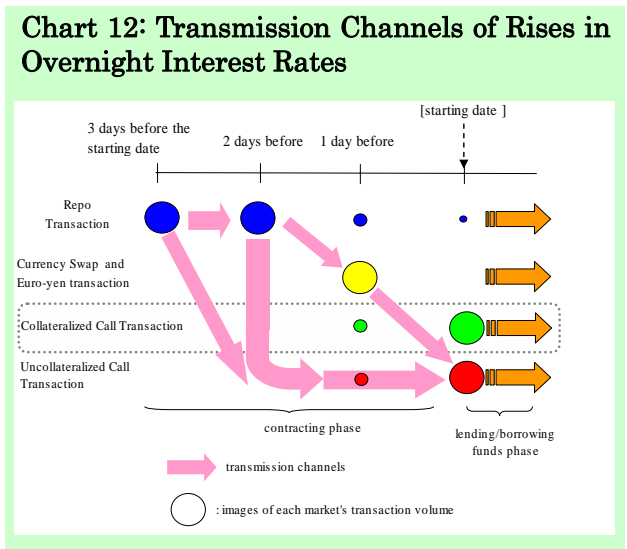 Chart 12: Transmission Channels of Rises in
Overnight Interest Rates
[starting date ]
3 days before the
starting date
2 days before
1 day before
Repo
Transaction
Currency Swap and
Euro-yen transaction
Collateralized Call Transaction
Uncollateralized Call
Transaction
contracting phase
lending/borrowing
funds phase
transmission channels
: images of each market's transaction volume